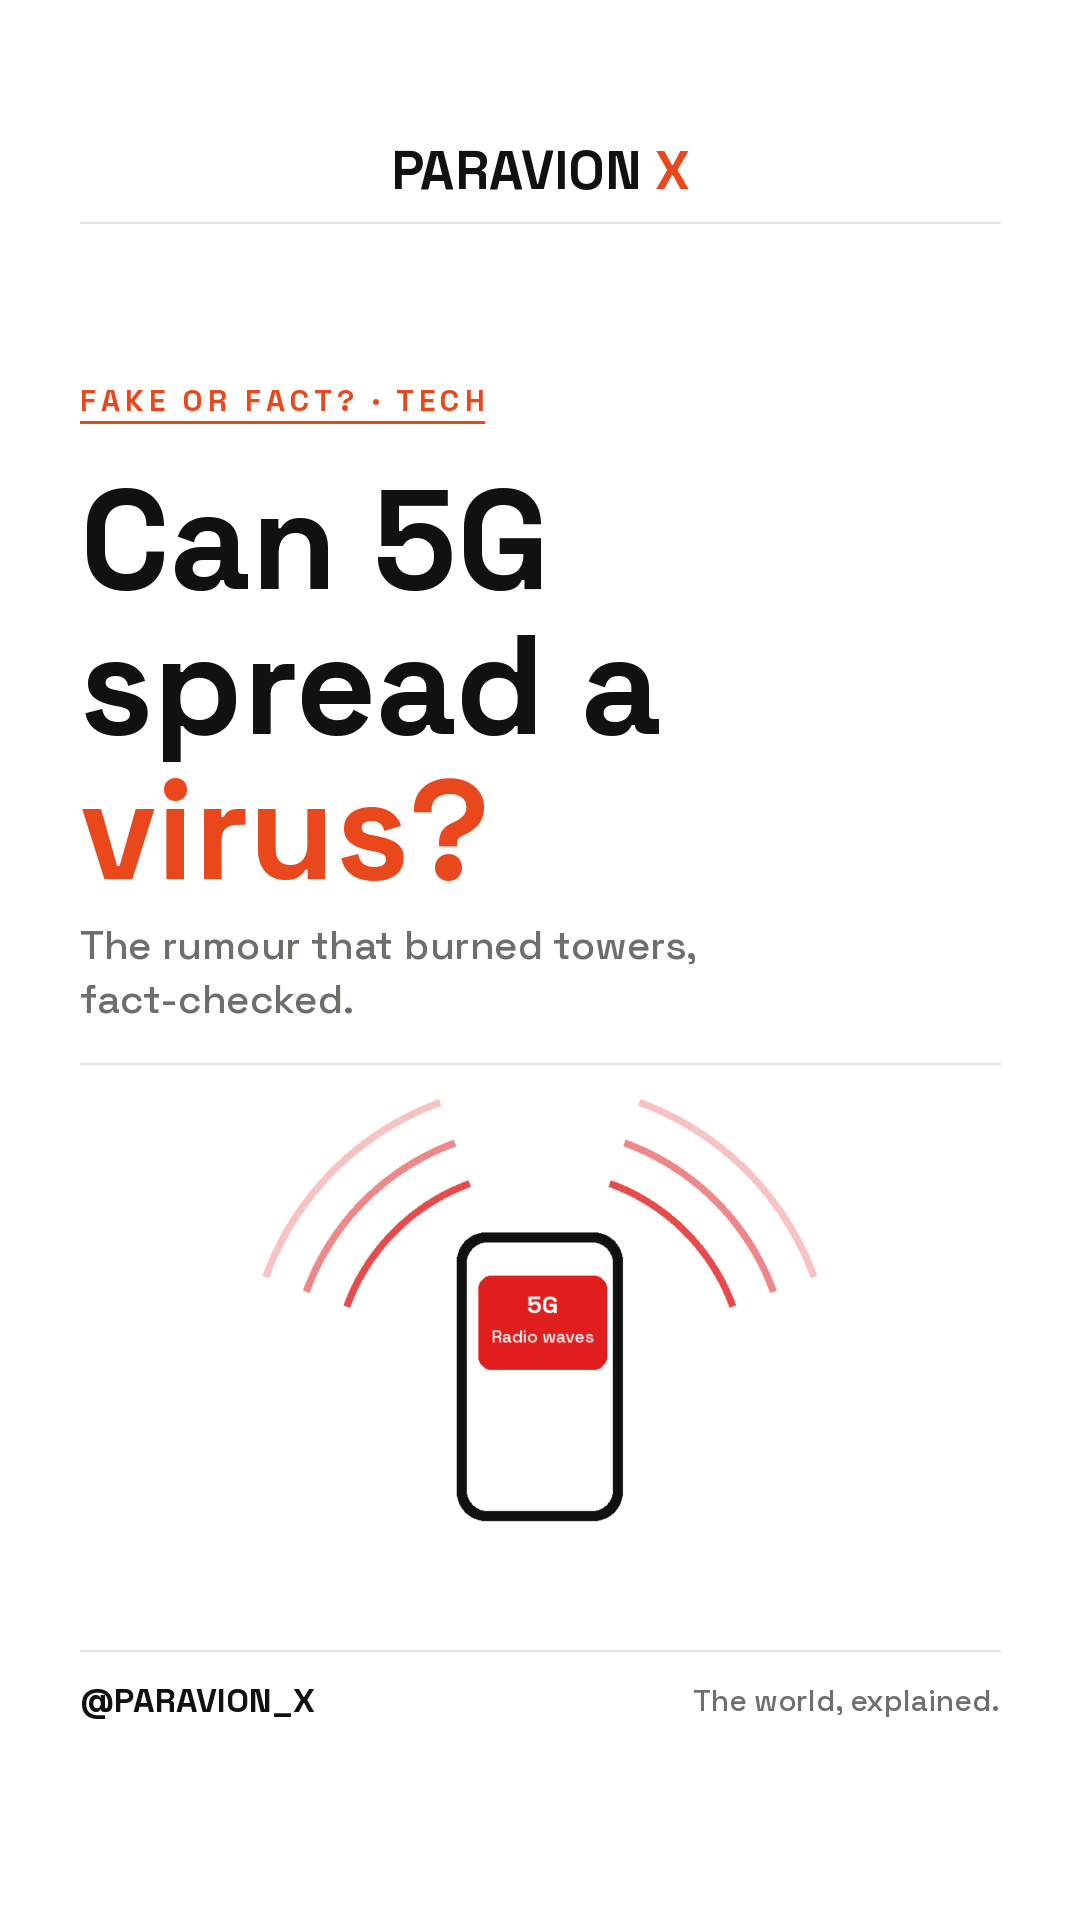 PARAVION X
FAKE OR FACT? · TECH
Can 5G
spread a
virus?
The rumour that burned towers,
fact-checked.
5G
Radio waves
@PARAVION_X
The world, explained.